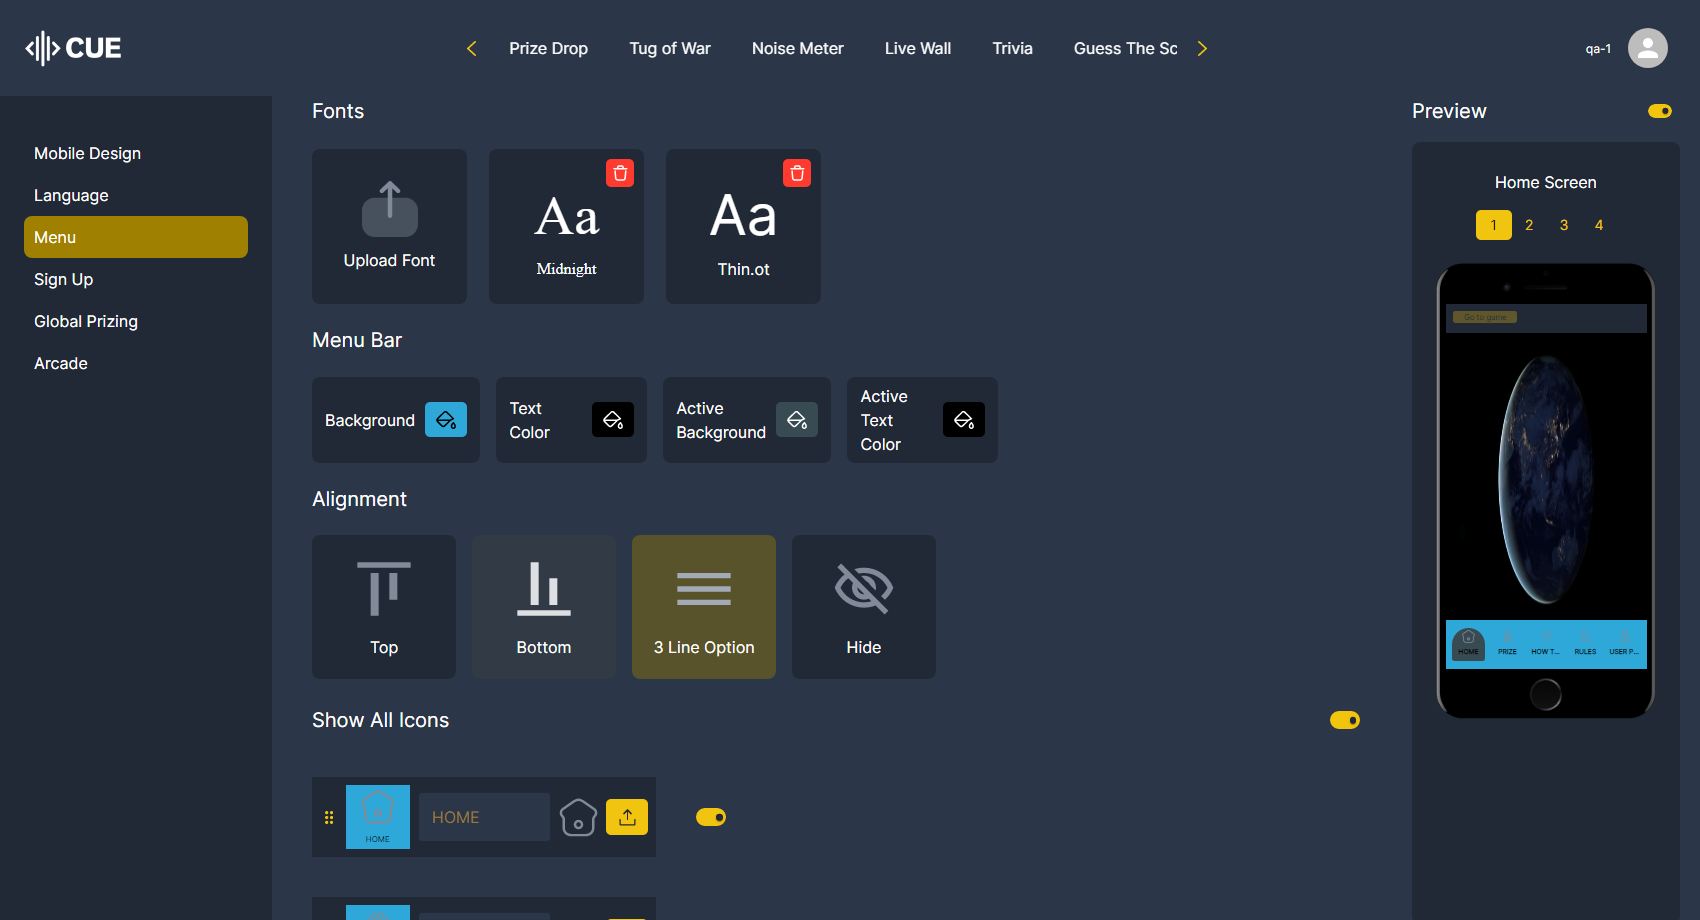 CUE
Prize Drop
Tug of War
Noise Meter
Live Wall
Trivia
Guess The Sc
qa-1
Mobile Design
Language
Menu
Sign Up
Global Prizing
Arcade
Fonts
Upload Font
Aa
Midnight
Aa
Thin.ot
Menu Bar
Background
Text
Color
Active
Background
Active
Text
Color
Alignment
Top
Bottom
3 Line Option
Hide
Show All Icons
HOME
HOME
Preview
Home Screen
1 2 3 4
Go to game
HOME
PRIZE
HOW T...
RULES
USER P...